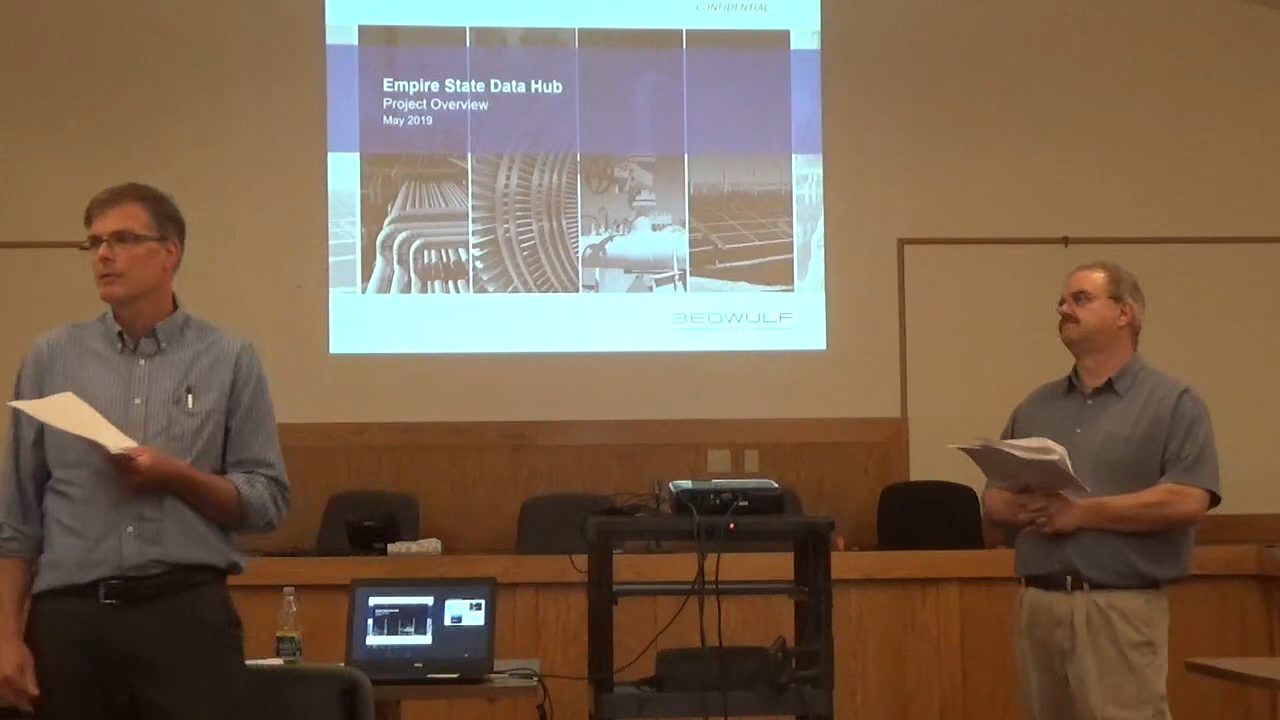 CONFIDENTIAL
Empire State Data Hub
Project Overview
May 2019
BEOWULF